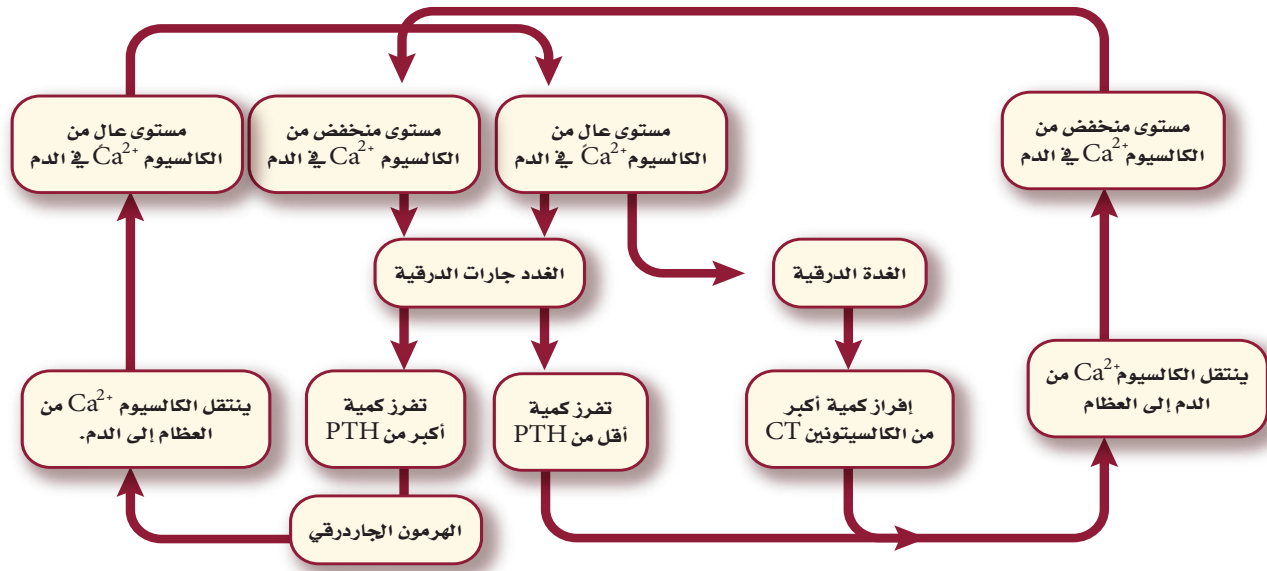 مستوى منخفض من
الكالسيوم Ca²⁺ في الدم
مستوى عال من
الكالسيوم Ca²⁺ في الدم
مستوى منخفض من
الكالسيوم Ca²⁺ في الدم
مستوى عال من
الكالسيوم Ca²⁺ في الدم
الغدة الدرقية
الغدد جارات الدرقية
ينتقل الكالسيوم Ca²⁺ من
الدم إلى العظام
إفراز كمية أكبر
من الكالسيتونين CT
تفرز كمية
أقل من PTH
تفرز كمية
أكبر من PTH
ينتقل الكالسيوم Ca²⁺ من
العظام إلى الدم.
الهرمون الجاردرقي